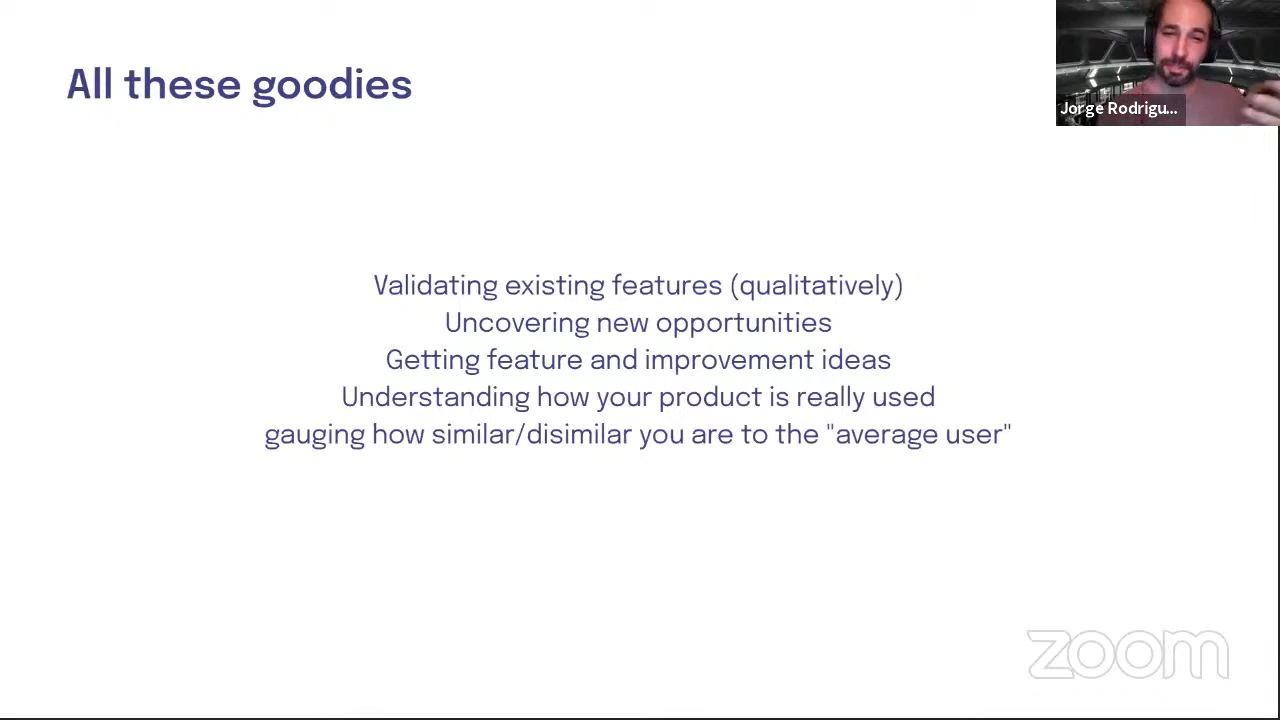 All these goodies
Jorge Rodrigu...
Validating existing features (qualitatively)
Uncovering new opportunities
Getting feature and improvement ideas
Understanding how your product is really used
gauging how similar/disimilar you are to the "average user"
zoom